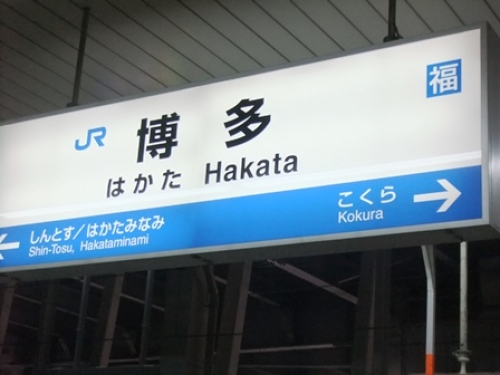 福
JR 博多
はかた Hakata
しんとす/はかたみなみ
Shin-Tosu, Hakataminami
こくら
Kokura